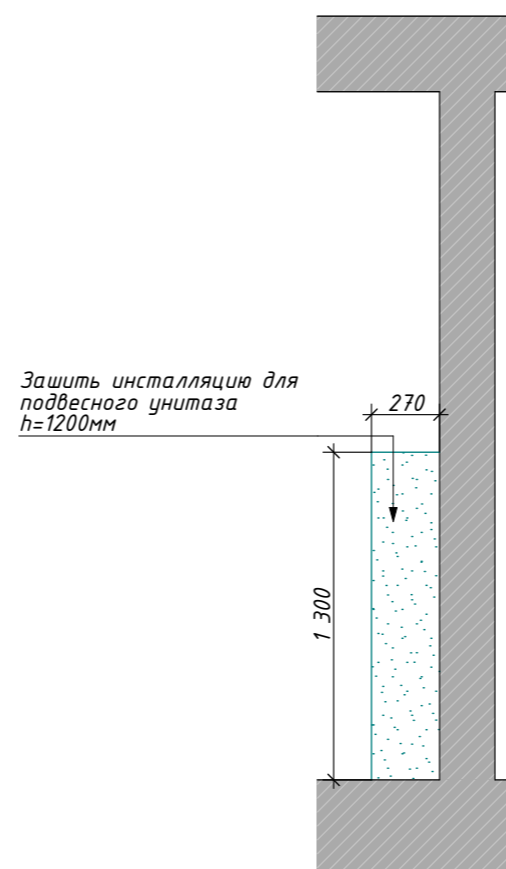 Зашить инсталляцию для
подвесного унитаза
h=1200мм
270
1 300